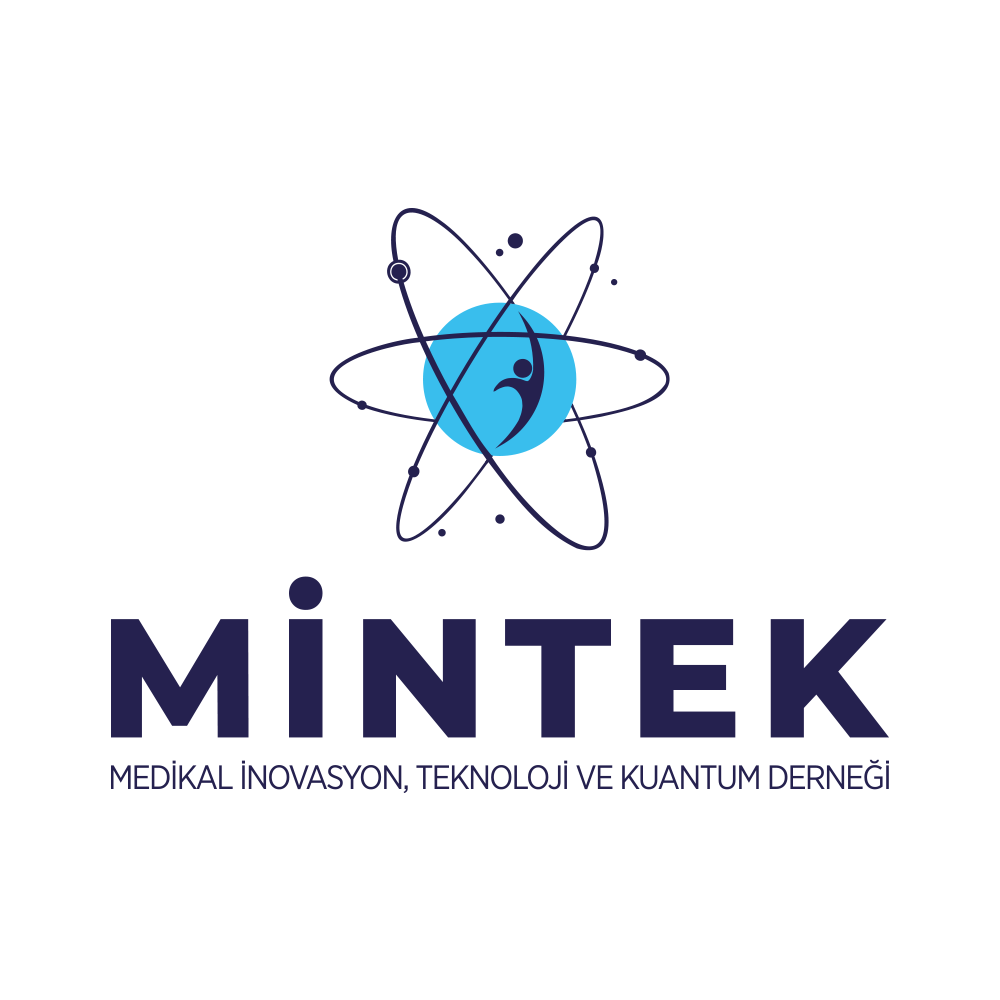 MİNTEK
MEDİKAL İNOVASYON, TEKNOLOJİ VE KUANTUM DERNEĞİ